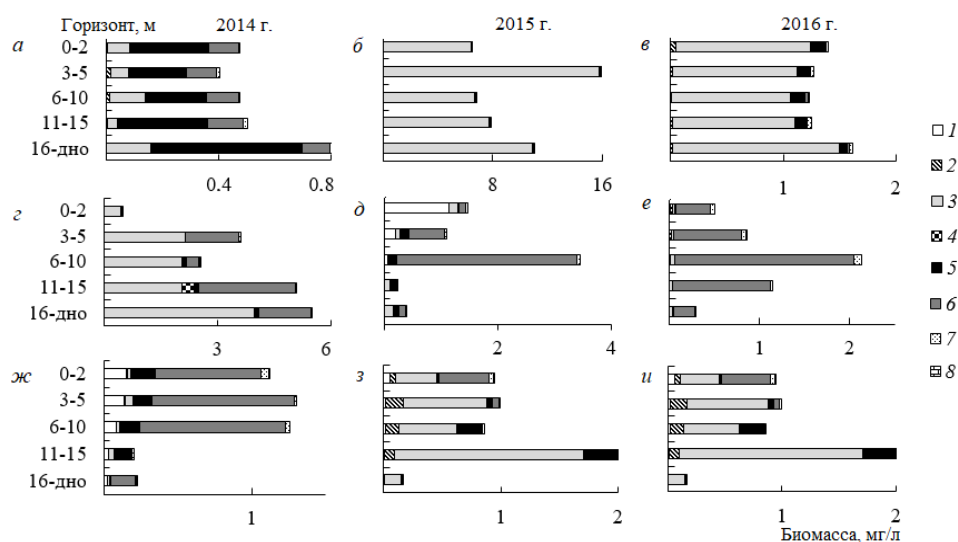 Горизонт, м 2014 г. 2015 г. 2016 г.
а б в
0-2
3-5
6-10
11-15
16-дно
0.4 0.8 8 16 1 2
г д е
0-2
3-5
6-10
11-15
16-дно
3 6 2 4 1 2
ж з и
0-2
3-5
6-10
11-15
16-дно
1 1 2 1 2
Биомасса, мг/л
1
2
3
4
5
6
7
8